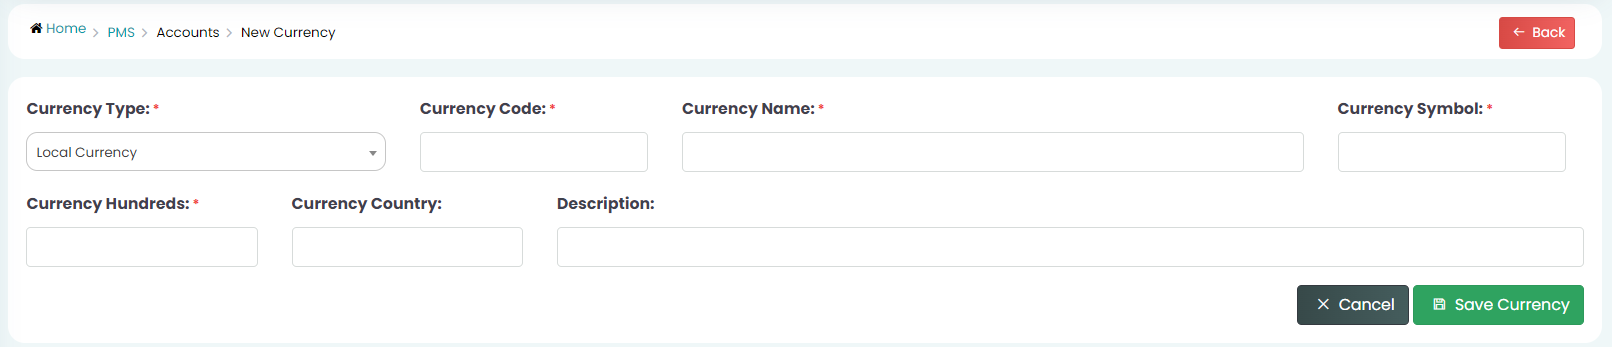 Home > PMS > Accounts > New Currency
← Back
Currency Type: * Currency Code: * Currency Name: * Currency Symbol: *
Local Currency
Currency Hundreds: * Currency Country: Description:
× Cancel Save Currency